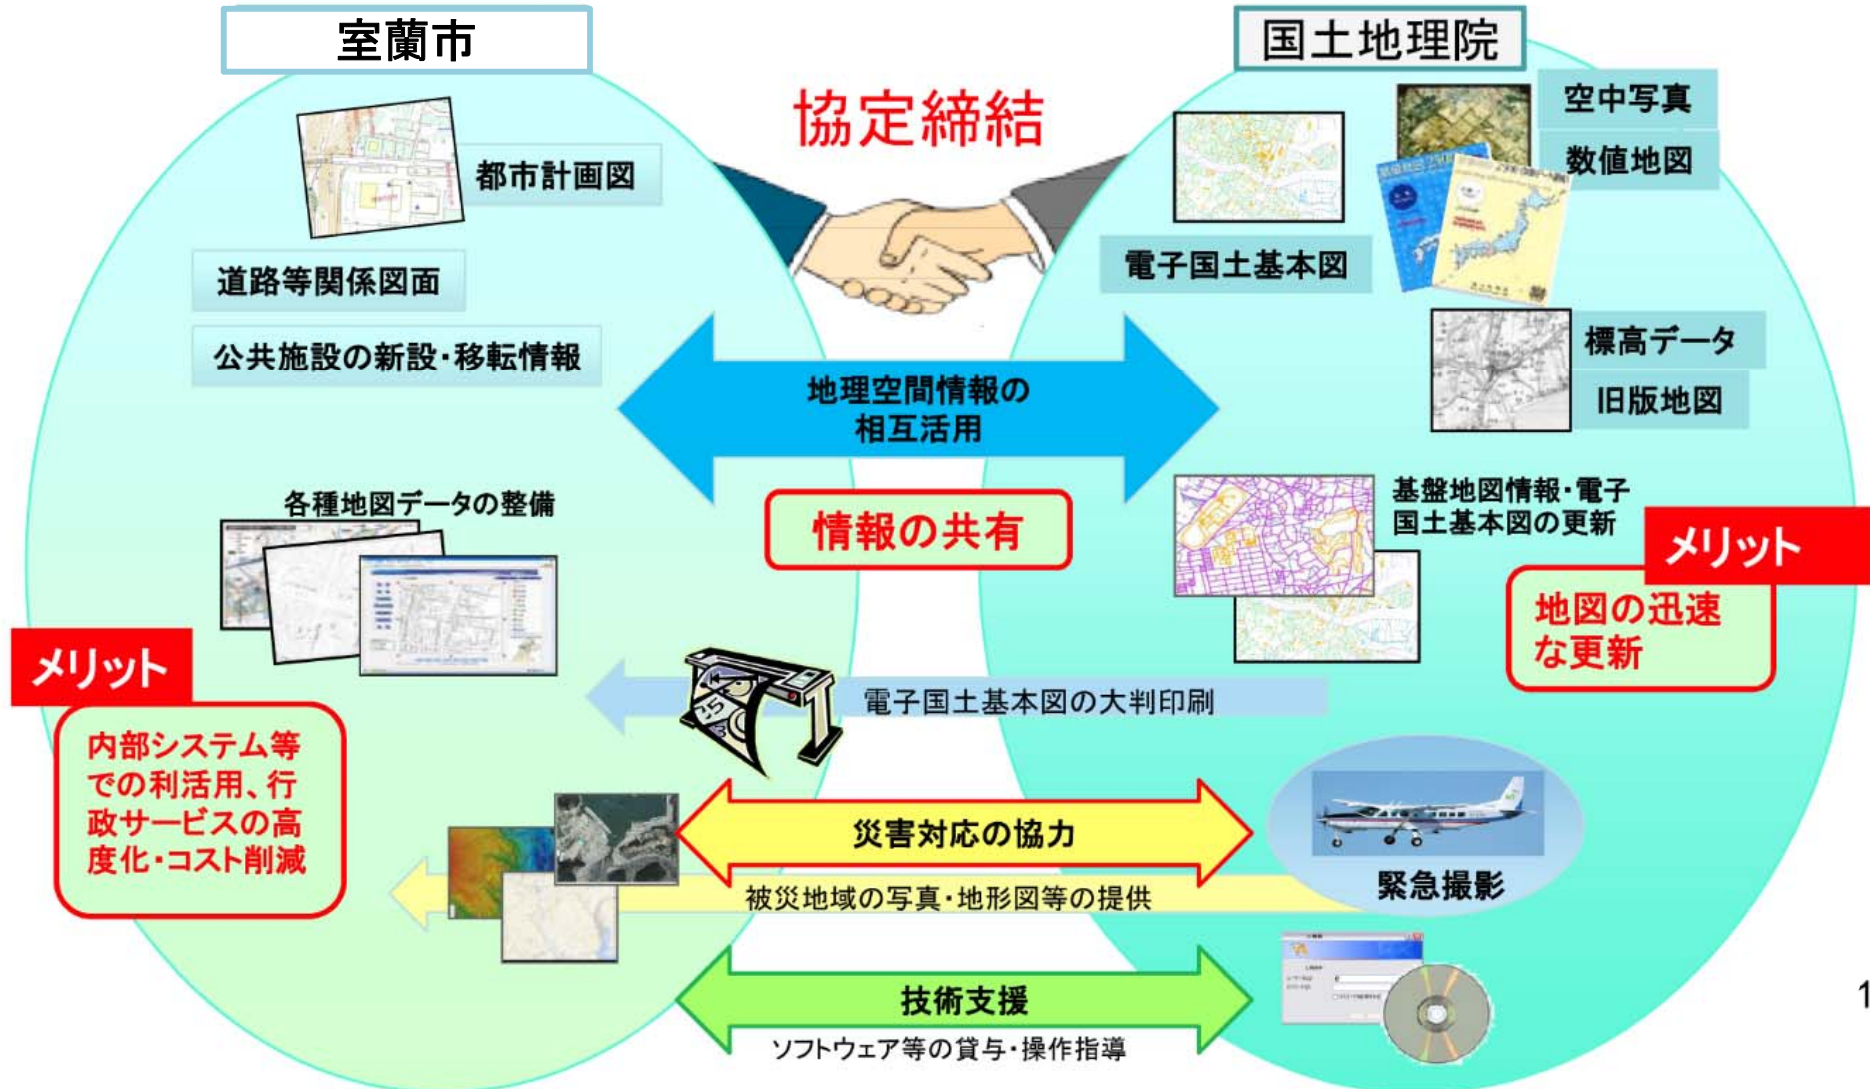 室蘭市
国土地理院
協定締結
空中写真
数値地図
都市計画図
電子国土基本図
道路等関係図面
公共施設の新設・移転情報
標高データ
旧版地図
地理空間情報の
相互活用
各種地図データの整備
情報の共有
基盤地図情報・電子
国土基本図の更新
メリット
地図の迅速
な更新
メリット
内部システム等
での利活用、行
政サービスの高
度化・コスト削減
電子国土基本図の大判印刷
災害対応の協力
緊急撮影
被災地域の写真・地形図等の提供
技術支援
ソフトウェア等の貸与・操作指導
1